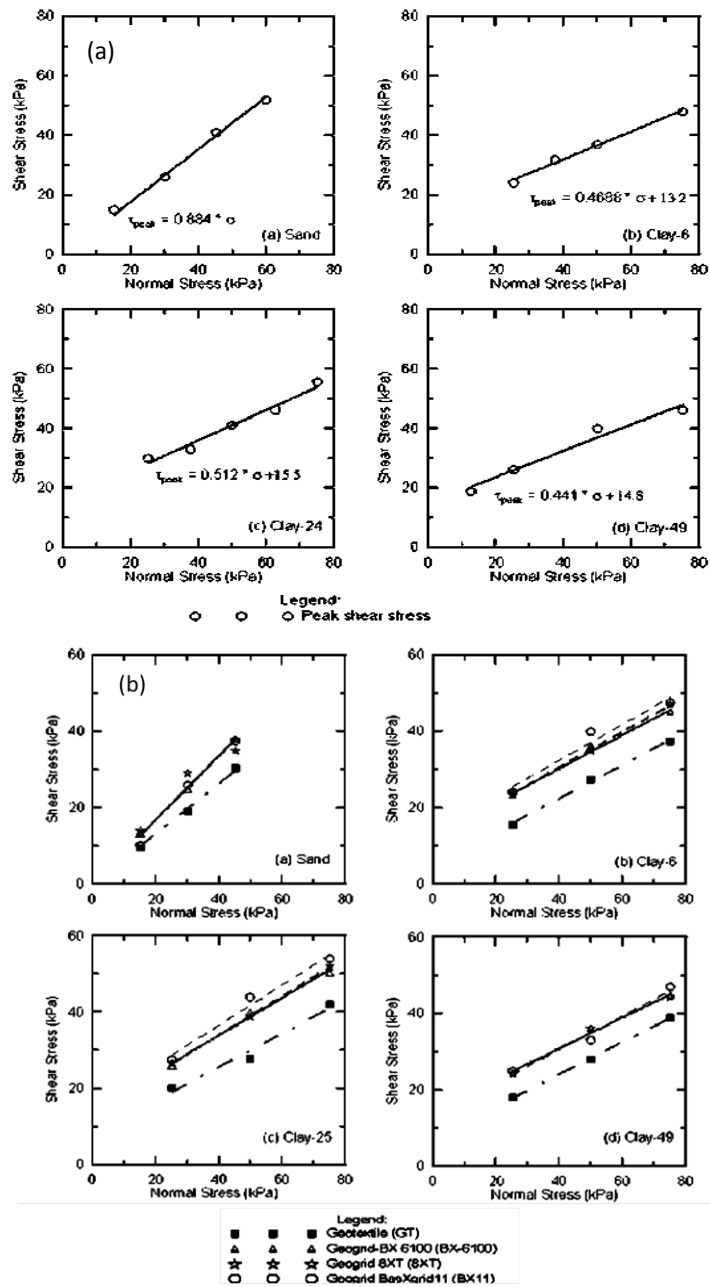 (a)
Shear Stress (kPa)
80
60
40
20
0
τpeak = 0.884 * σ
(a) Sand
0 20 40 60 80
Normal Stress (kPa)
Shear Stress (kPa)
80
60
40
20
0
τpeak = 0.4688 * σ + 13.2
(b) Clay-6
0 20 40 60 80
Normal Stress (kPa)
Shear Stress (kPa)
80
60
40
20
0
τpeak = 0.512 * σ + 15.5
(c) Clay-24
0 20 40 60 80
Normal Stress (kPa)
Shear Stress (kPa)
80
60
40
20
0
τpeak = 0.441 * σ + 14.8
(d) Clay-49
0 20 40 60 80
Normal Stress (kPa)
Legend:
Peak shear stress
(b)
Shear Stress (kPa)
60
40
20
0
(a) Sand
0 20 40 60 80
Normal Stress (kPa)
Shear Stress (kPa)
60
40
20
0
(b) Clay-6
0 20 40 60 80
Normal Stress (kPa)
Shear Stress (kPa)
60
40
20
0
(c) Clay-25
0 20 40 60 80
Normal Stress (kPa)
Shear Stress (kPa)
60
40
20
0
(d) Clay-49
0 20 40 60 80
Normal Stress (kPa)
Legend:
Geotextile (GT)
Geogrid-BX 6100 (BX-6100)
Geogrid 8XT (8XT)
Geogrid BasXgrid11 (BX11)